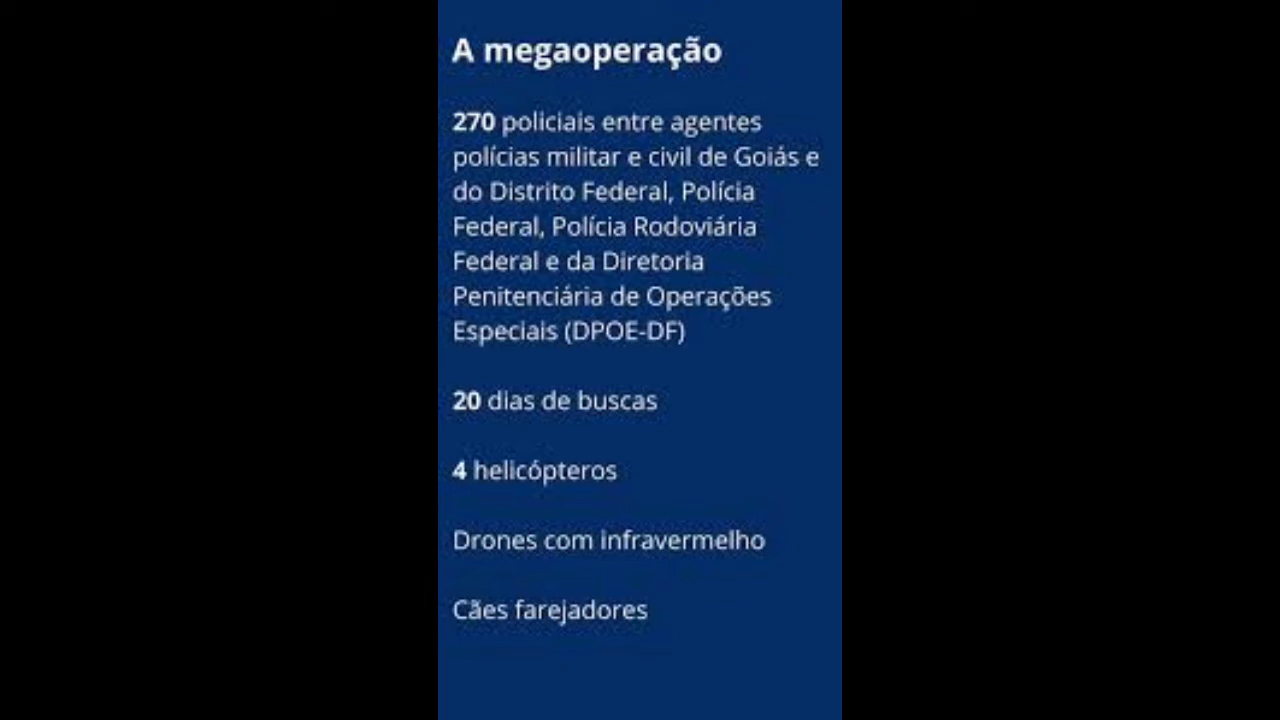 A megaoperação
270 policiais entre agentes
polícias militar e civil de Goiás e
do Distrito Federal, Polícia
Federal, Polícia Rodoviária
Federal e da Diretoria
Penitenciária de Operações
Especiais (DPOE-DF)
20 dias de buscas
4 helicópteros
Drones com infravermelho
Cães farejadores